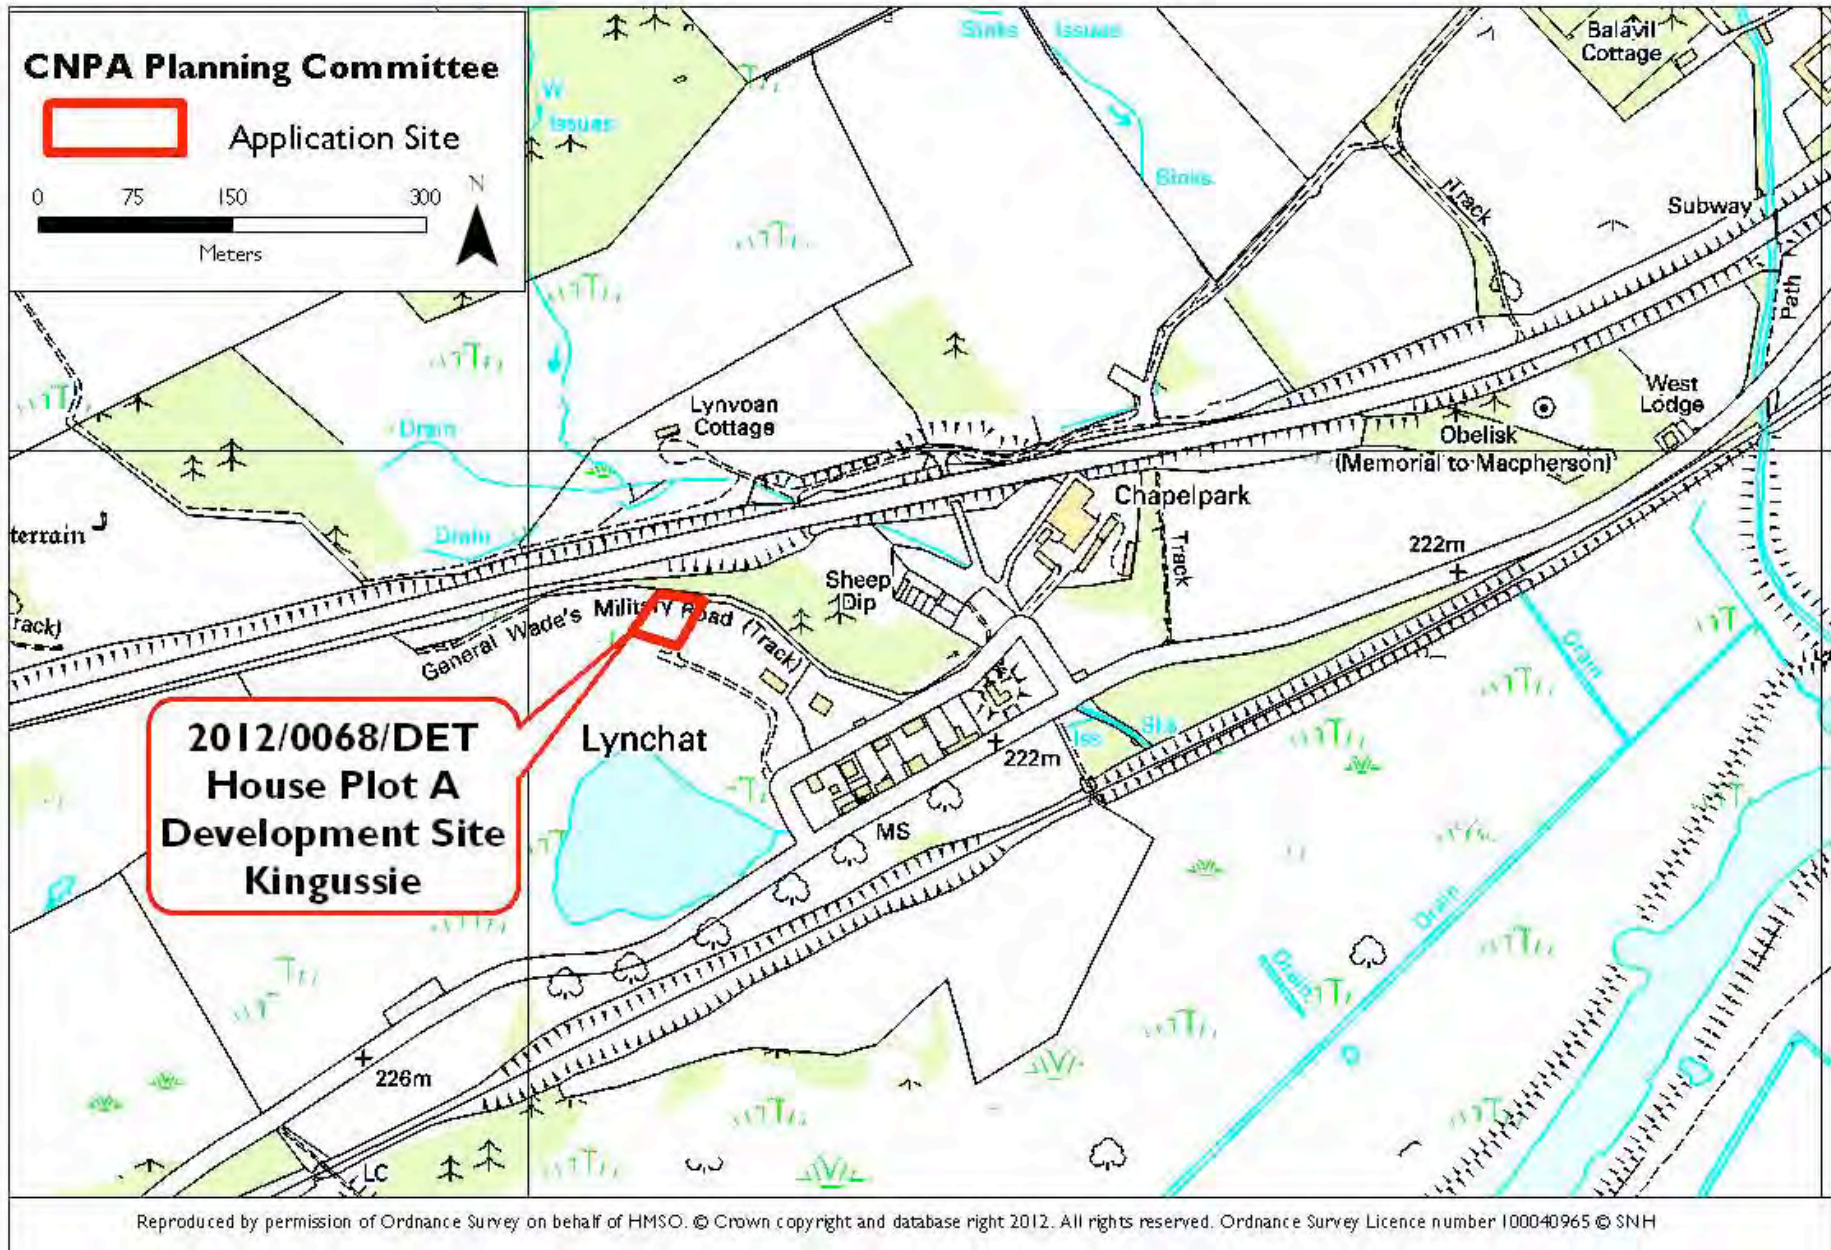 CNPA Planning Committee
Application Site
0 75 150 300
Meters
N
W
Issues
Sinks Issues
Sinks
Balavil
Cottage
Track
Subway
Path
Lynvoan
Cottage
Drain
Drain
West
Lodge
Obelisk
(Memorial to Macpherson)
Chapelpark
Track
222m
terrain
rack)
Sheep
Dip
General Wade's Military Road (Track)
Drain
2012/0068/DET
House Plot A
Development Site
Kingussie
Lynchat
Iss
222m
MS
Drain
Drain
D
226m
LC
Reproduced by permission of Ordnance Survey on behalf of HMSO. © Crown copyright and database right 2012. All rights reserved. Ordnance Survey Licence number 100040965 © SNH